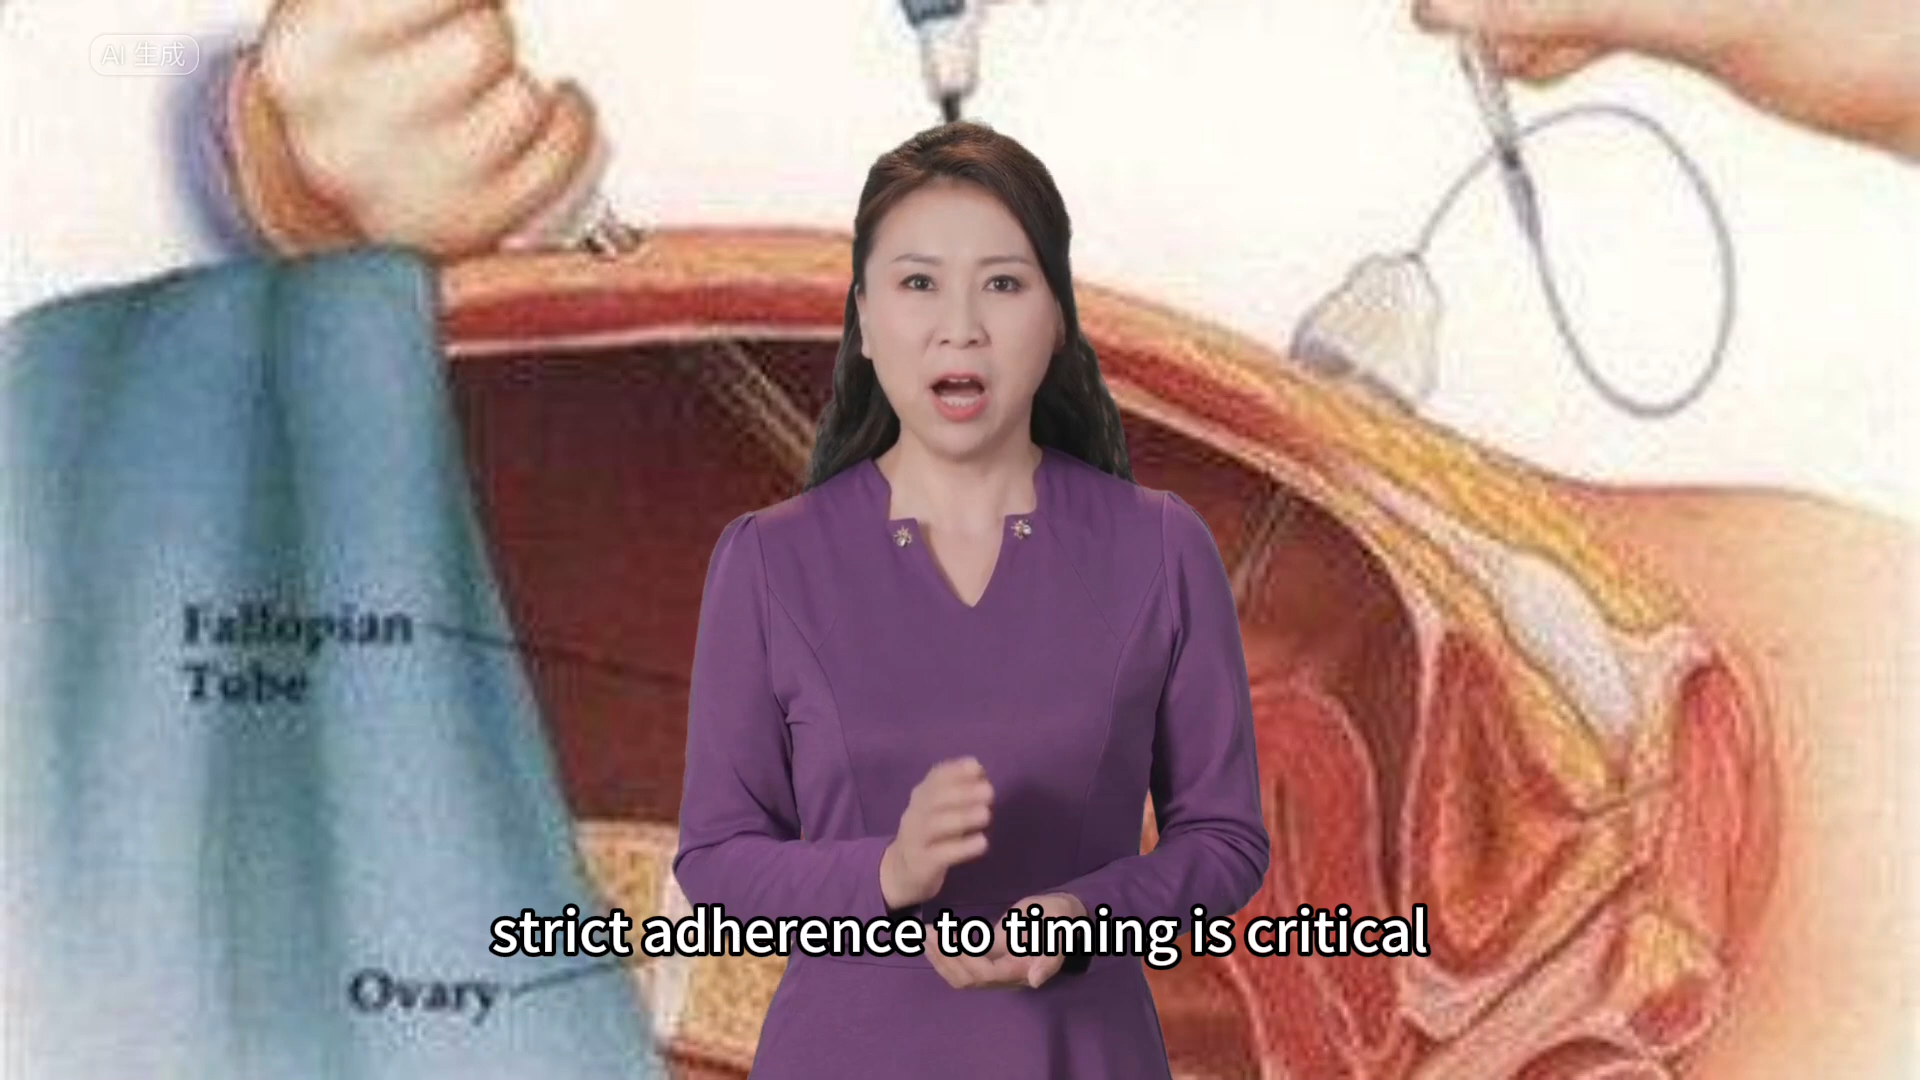 AI 生成
Fallopian
Tube
strict adherence to timing is critical
Ovary